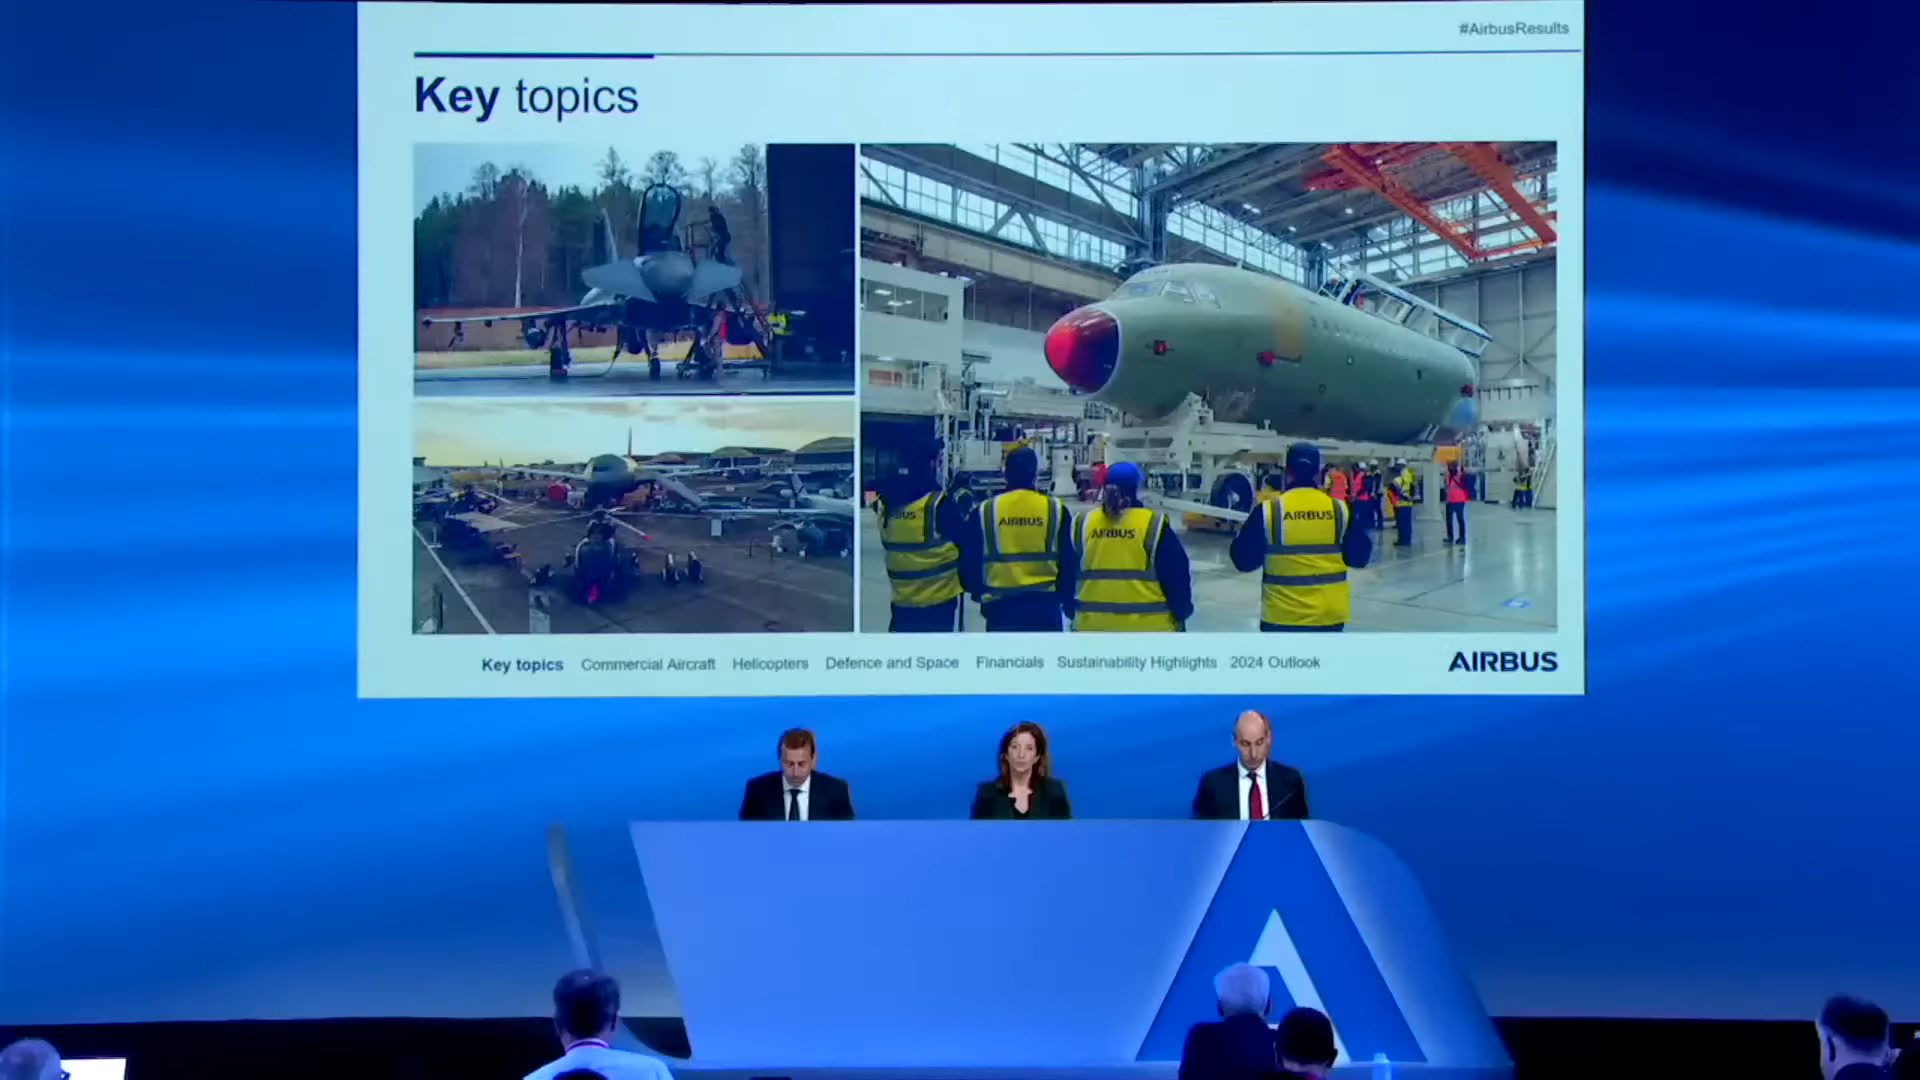 #AirbusResults
Key topics
BUS
AIRBUS
AIRBUS
AIRBUS
Key topics Commercial Aircraft Helicopters Defence and Space Financials Sustainability Highlights 2024 Outlook
AIRBUS